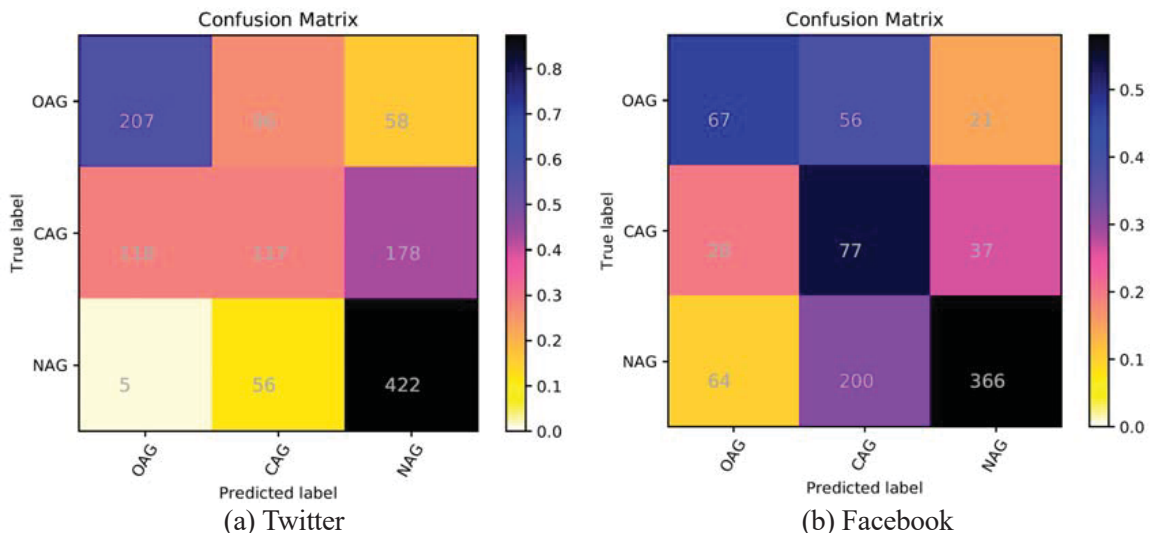 Confusion Matrix
OAG
CAG
NAG
True label
207 96 58
118 117 178
5 56 422
OAG CAG NAG
Predicted label
0.8
0.7
0.6
0.5
0.4
0.3
0.2
0.1
0.0
(a) Twitter
Confusion Matrix
OAG
CAG
NAG
True label
67 56 21
28 77 37
64 200 366
OAG CAG NAG
Predicted label
0.5
0.4
0.3
0.2
0.1
0.0
(b) Facebook